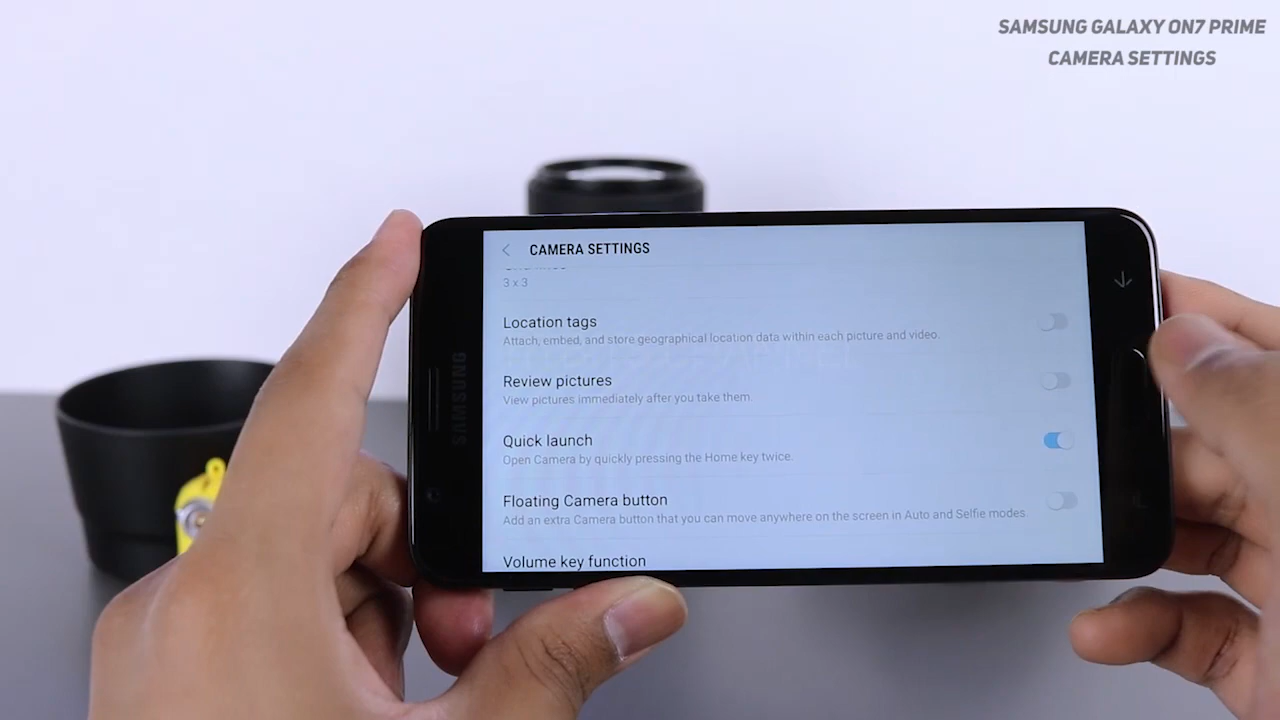 SAMSUNG GALAXY ON7 PRIME
CAMERA SETTINGS
CAMERA SETTINGS
3 x 3
Location tags
Attach, embed, and store geographical location data within each picture and video.
Review pictures
View pictures immediately after you take them.
Quick launch
Open Camera by quickly pressing the Home key twice.
Floating Camera button
Add an extra Camera button that you can move anywhere on the screen in Auto and Selfie modes.
Volume key function
SAMSUNG